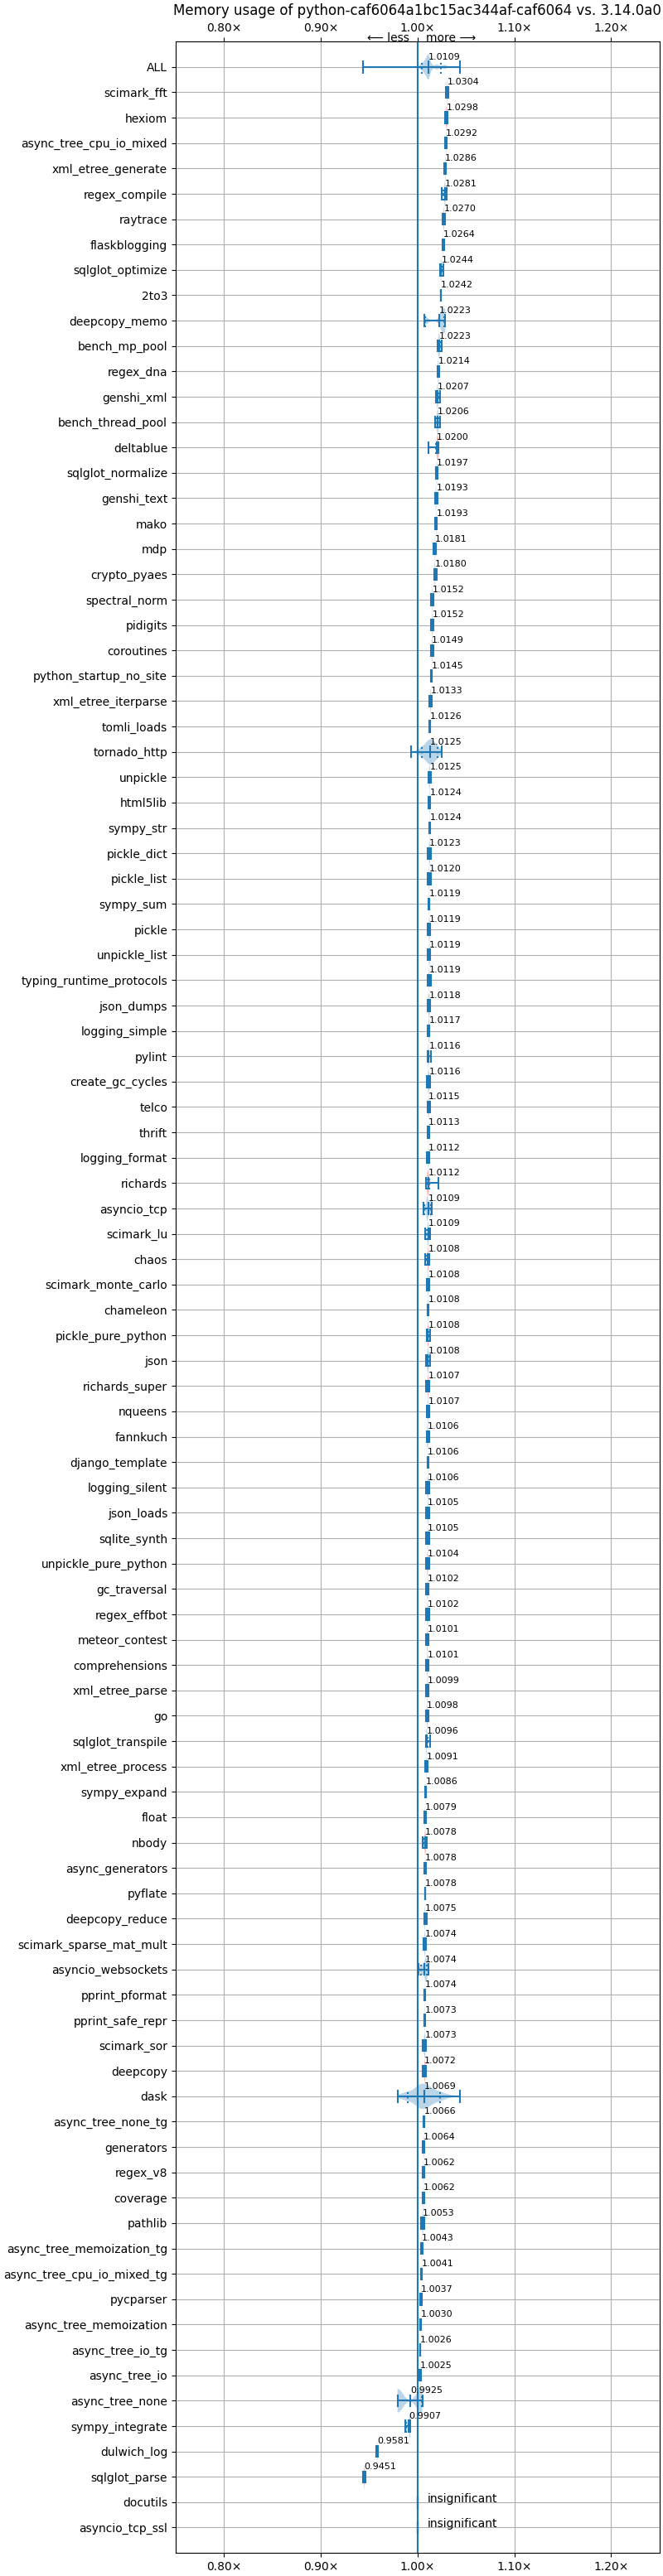 Memory usage of python-caf6064a1bc15ac344af-caf6064 vs. 3.14.0a0
0.80× 0.90× 1.00× 1.10× 1.20×
⟵ less more ⟶
ALL 1.0109
scimark_fft 1.0304
hexiom 1.0298
async_tree_cpu_io_mixed 1.0292
xml_etree_generate 1.0286
regex_compile 1.0281
raytrace 1.0270
flaskblogging 1.0264
sqlglot_optimize 1.0244
2to3 1.0242
deepcopy_memo 1.0223
bench_mp_pool 1.0223
regex_dna 1.0214
genshi_xml 1.0207
bench_thread_pool 1.0206
deltablue 1.0200
sqlglot_normalize 1.0197
genshi_text 1.0193
mako 1.0193
mdp 1.0181
crypto_pyaes 1.0180
spectral_norm 1.0152
pidigits 1.0152
coroutines 1.0149
python_startup_no_site 1.0145
xml_etree_iterparse 1.0133
tomli_loads 1.0126
tornado_http 1.0125
unpickle 1.0125
html5lib 1.0124
sympy_str 1.0124
pickle_dict 1.0123
pickle_list 1.0120
sympy_sum 1.0119
pickle 1.0119
unpickle_list 1.0119
typing_runtime_protocols 1.0119
json_dumps 1.0118
logging_simple 1.0117
pylint 1.0116
create_gc_cycles 1.0116
telco 1.0115
thrift 1.0113
logging_format 1.0112
richards 1.0112
asyncio_tcp 1.0109
scimark_lu 1.0109
chaos 1.0108
scimark_monte_carlo 1.0108
chameleon 1.0108
pickle_pure_python 1.0108
json 1.0108
richards_super 1.0107
nqueens 1.0107
fannkuch 1.0106
django_template 1.0106
logging_silent 1.0106
json_loads 1.0105
sqlite_synth 1.0105
unpickle_pure_python 1.0104
gc_traversal 1.0102
regex_effbot 1.0102
meteor_contest 1.0101
comprehensions 1.0101
xml_etree_parse 1.0099
go 1.0098
sqlglot_transpile 1.0096
xml_etree_process 1.0091
sympy_expand 1.0086
float 1.0079
nbody 1.0078
async_generators 1.0078
pyflate 1.0078
deepcopy_reduce 1.0075
scimark_sparse_mat_mult 1.0074
asyncio_websockets 1.0074
pprint_pformat 1.0074
pprint_safe_repr 1.0073
scimark_sor 1.0073
deepcopy 1.0072
dask 1.0069
async_tree_none_tg 1.0066
generators 1.0064
regex_v8 1.0062
coverage 1.0062
pathlib 1.0053
async_tree_memoization_tg 1.0043
async_tree_cpu_io_mixed_tg 1.0041
pycparser 1.0037
async_tree_memoization 1.0030
async_tree_io_tg 1.0026
async_tree_io 1.0025
async_tree_none 0.9925
sympy_integrate 0.9907
dulwich_log 0.9581
sqlglot_parse 0.9451
docutils insignificant
asyncio_tcp_ssl insignificant
0.80× 0.90× 1.00× 1.10× 1.20×